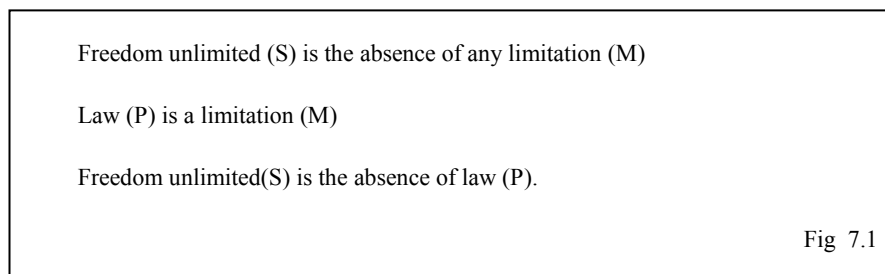 Freedom unlimited (S) is the absence of any limitation (M)
Law (P) is a limitation (M)
Freedom unlimited(S) is the absence of law (P).
Fig 7.1